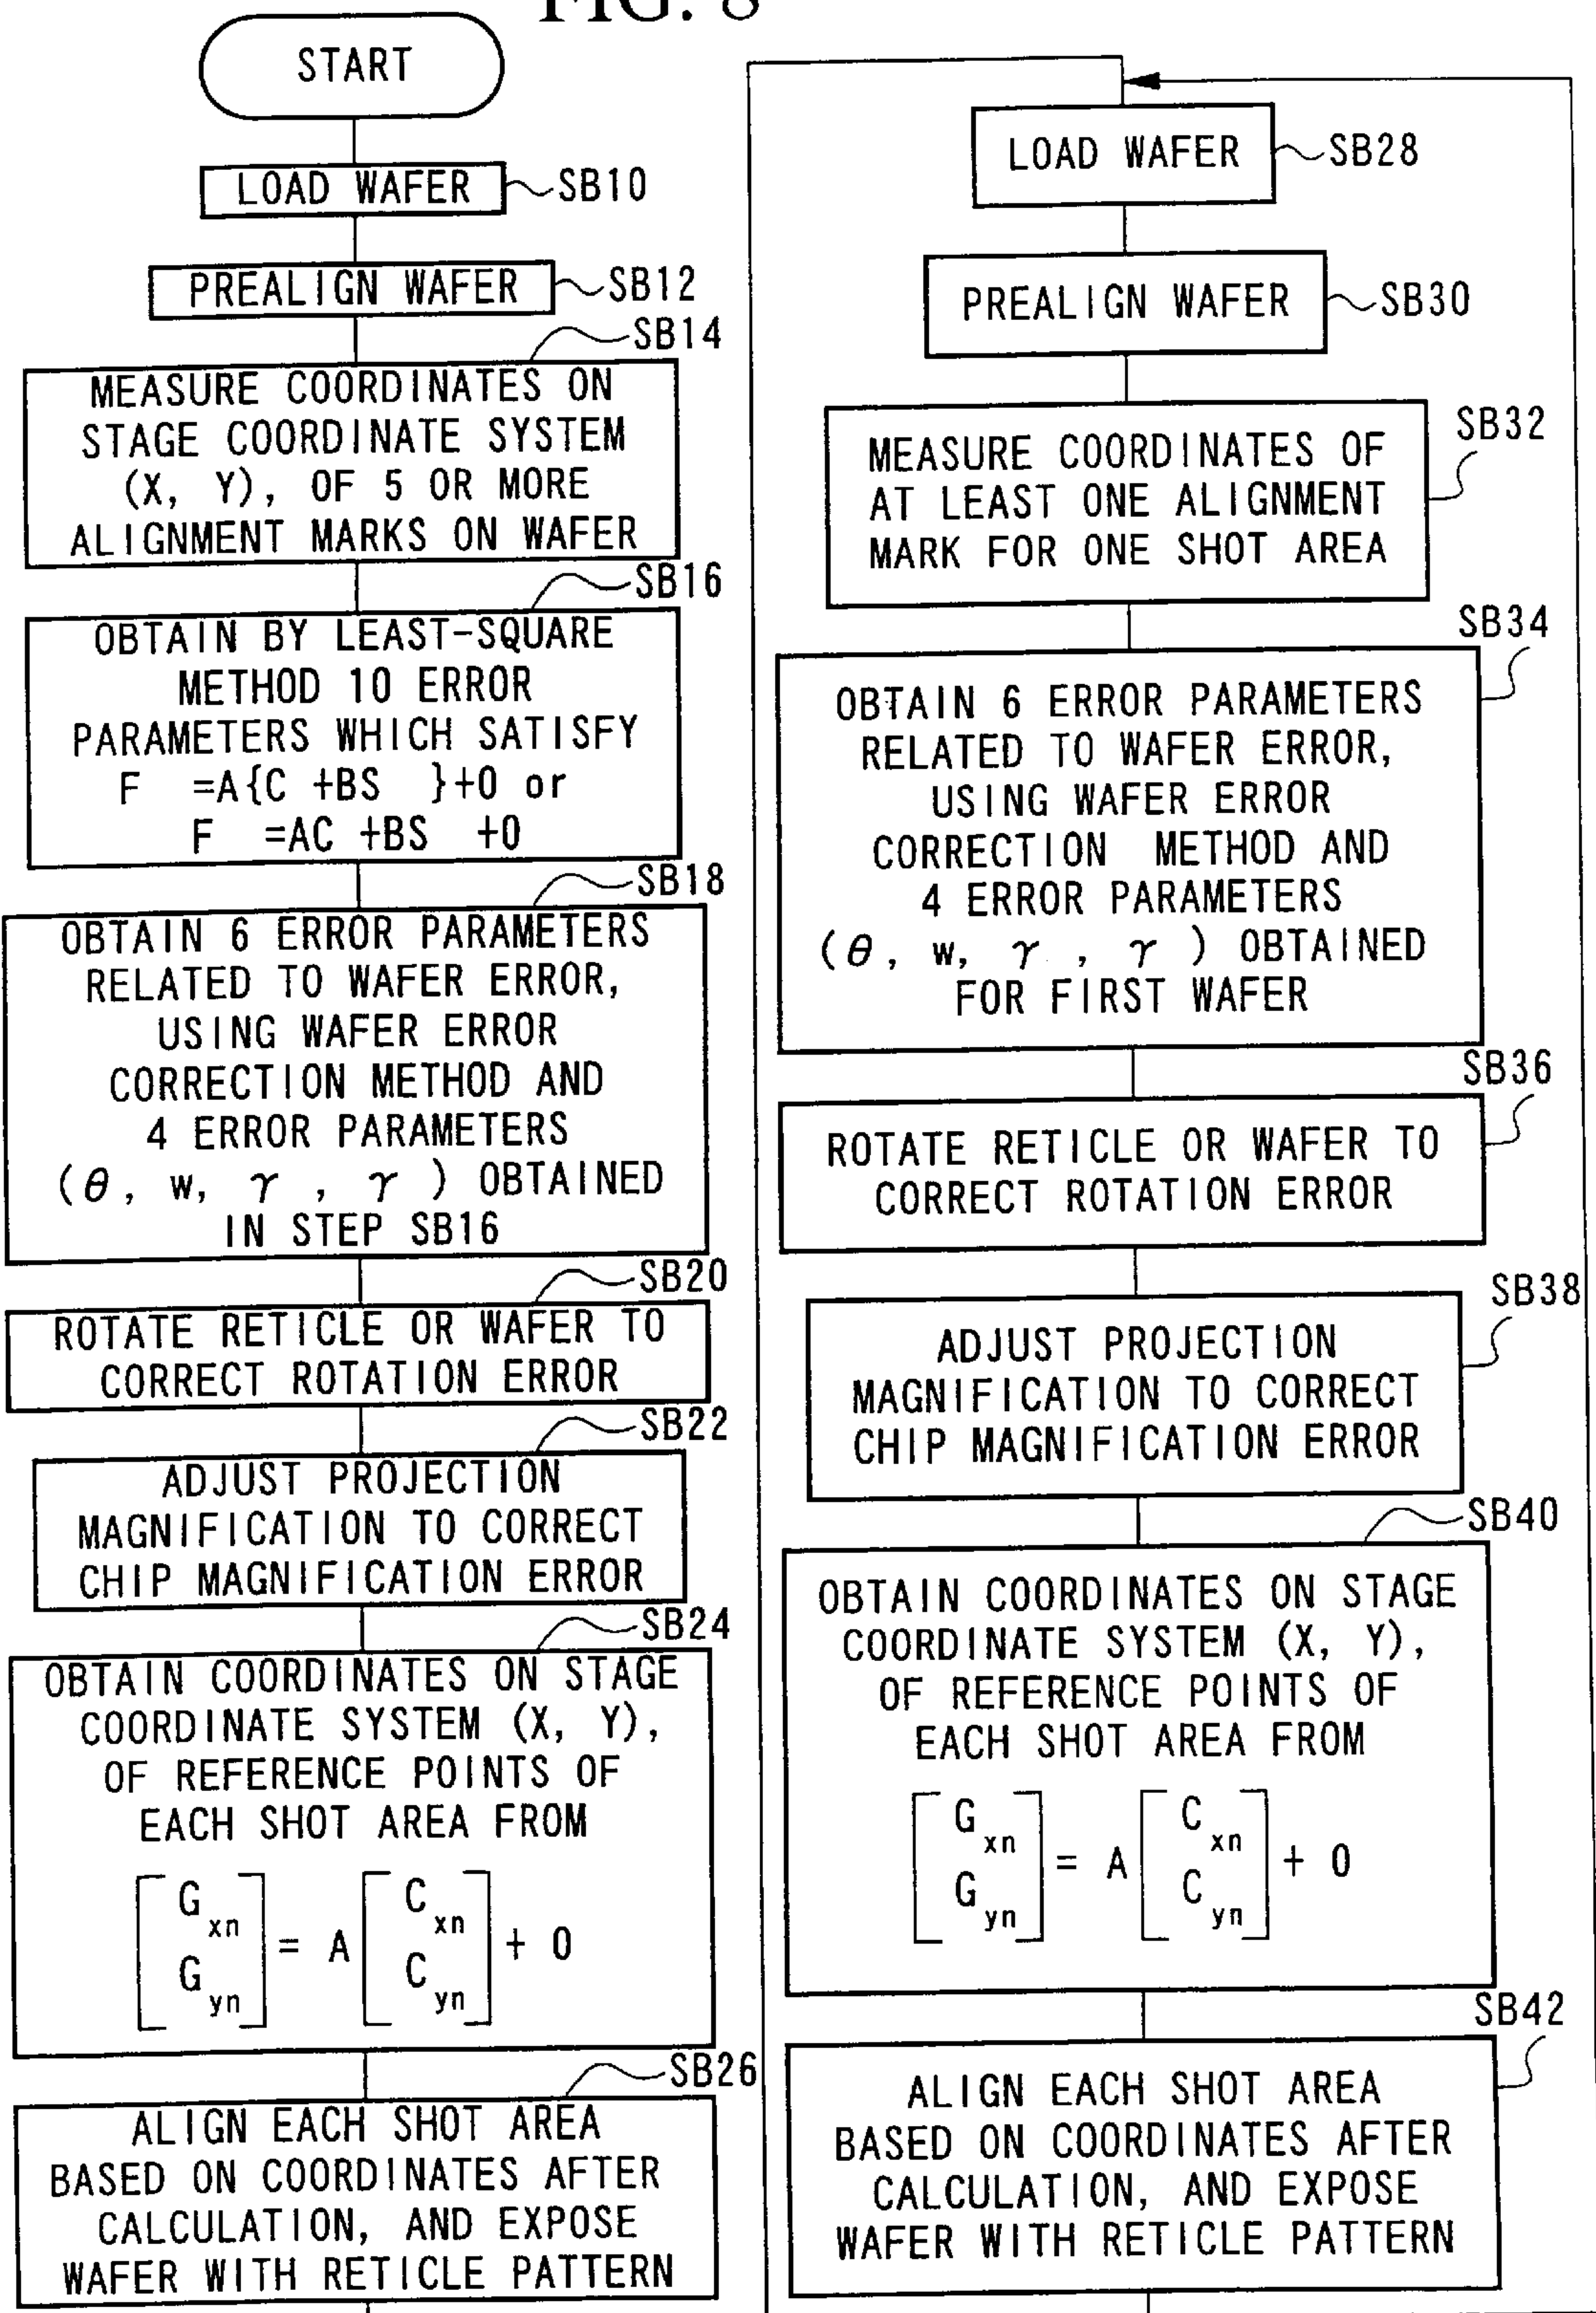 FIG. 8
START
LOAD WAFER
SB10
PREALIGN WAFER
SB12
SB14
MEASURE COORDINATES ON
STAGE COORDINATE SYSTEM
(X, Y), OF 5 OR MORE
ALIGNMENT MARKS ON WAFER
SB16
OBTAIN BY LEAST-SQUARE
METHOD 10 ERROR
PARAMETERS WHICH SATISFY
F =A{C +BS }+0 or
F =AC +BS +0
SB18
OBTAIN 6 ERROR PARAMETERS
RELATED TO WAFER ERROR,
USING WAFER ERROR
CORRECTION METHOD AND
4 ERROR PARAMETERS
(θ, w, γ , γ ) OBTAINED
IN STEP SB16
SB20
ROTATE RETICLE OR WAFER TO
CORRECT ROTATION ERROR
SB22
ADJUST PROJECTION
MAGNIFICATION TO CORRECT
CHIP MAGNIFICATION ERROR
SB24
OBTAIN COORDINATES ON STAGE
COORDINATE SYSTEM (X, Y),
OF REFERENCE POINTS OF
EACH SHOT AREA FROM
[G xn G yn] = A [C xn C yn] + 0
SB26
ALIGN EACH SHOT AREA
BASED ON COORDINATES AFTER
CALCULATION, AND EXPOSE
WAFER WITH RETICLE PATTERN
LOAD WAFER
SB28
PREALIGN WAFER
SB30
SB32
MEASURE COORDINATES OF
AT LEAST ONE ALIGNMENT
MARK FOR ONE SHOT AREA
SB34
OBTAIN 6 ERROR PARAMETERS
RELATED TO WAFER ERROR,
USING WAFER ERROR
CORRECTION METHOD AND
4 ERROR PARAMETERS
(θ, w, γ , γ ) OBTAINED
FOR FIRST WAFER
SB36
ROTATE RETICLE OR WAFER TO
CORRECT ROTATION ERROR
SB38
ADJUST PROJECTION
MAGNIFICATION TO CORRECT
CHIP MAGNIFICATION ERROR
SB40
OBTAIN COORDINATES ON STAGE
COORDINATE SYSTEM (X, Y),
OF REFERENCE POINTS OF
EACH SHOT AREA FROM
[G xn G yn] = A [C xn C yn] + 0
SB42
ALIGN EACH SHOT AREA
BASED ON COORDINATES AFTER
CALCULATION, AND EXPOSE
WAFER WITH RETICLE PATTERN